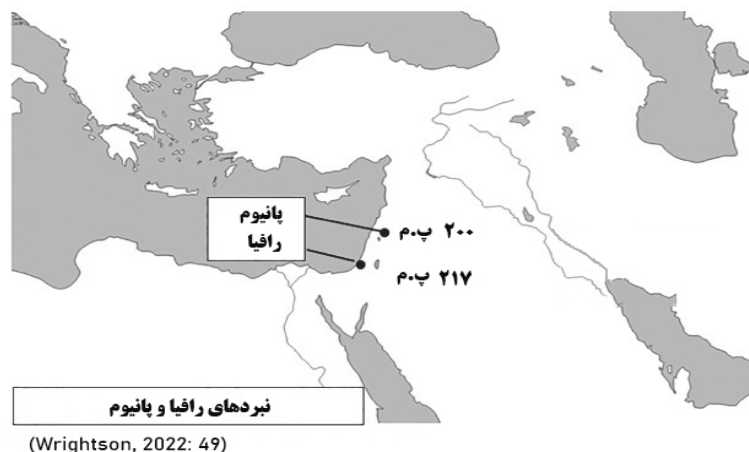 پانیوم
رافیا
۲۰۰ پ.م
۲۱۷ پ.م
نبردهای رافیا و پانیوم
(Wrightson, 2022: 49)